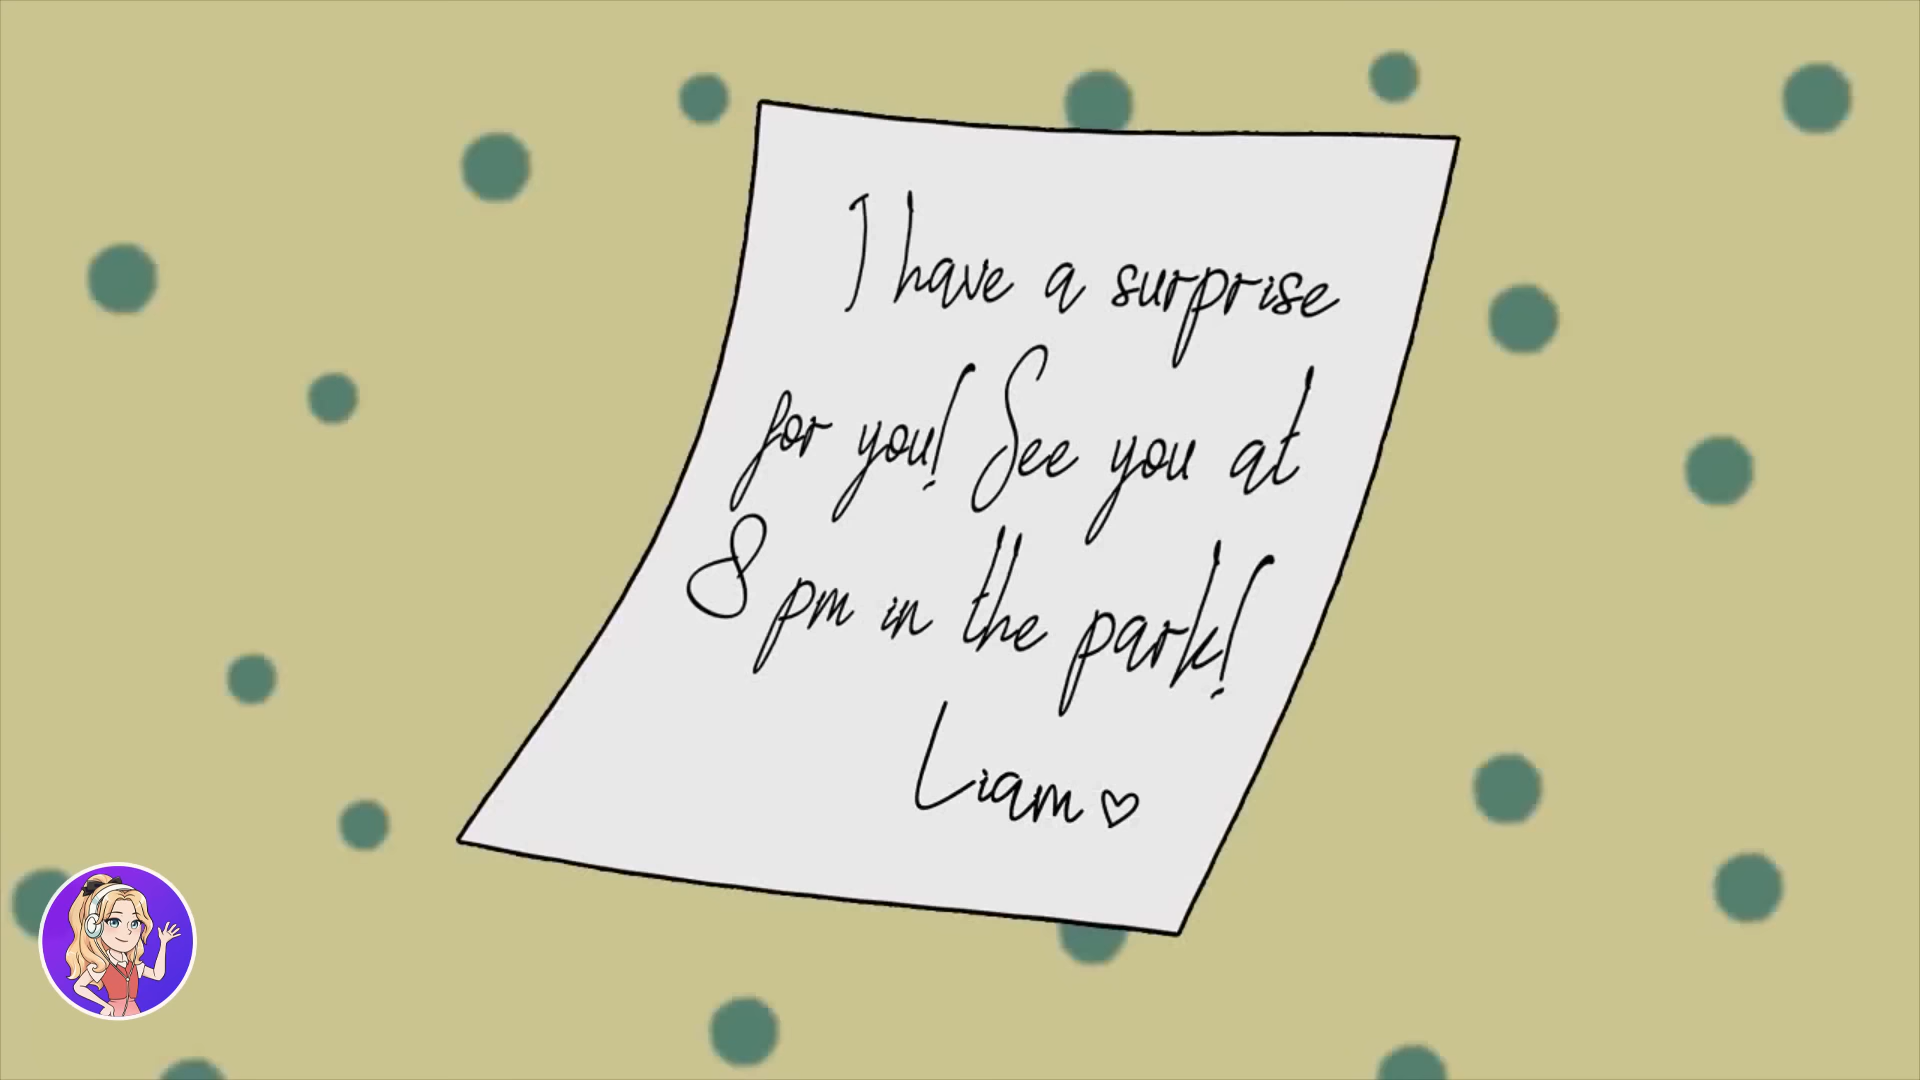 I have a surprise
for you! See you at
8 pm in the park!
Liam ♡